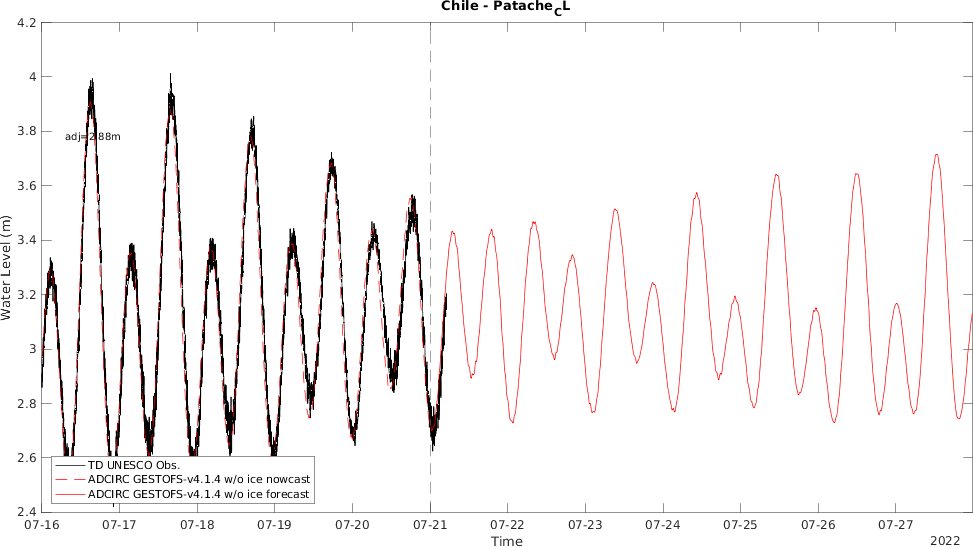 Chile - Patache_CL
4.2
4
3.8
3.6
3.4
3.2
3
2.8
2.6
2.4
Water Level (m)
adj=2.88m
TD UNESCO Obs.
ADCIRC GESTOFS-v4.1.4 w/o ice nowcast
ADCIRC GESTOFS-v4.1.4 w/o ice forecast
07-16 07-17 07-18 07-19 07-20 07-21 07-22 07-23 07-24 07-25 07-26 07-27
Time
2022